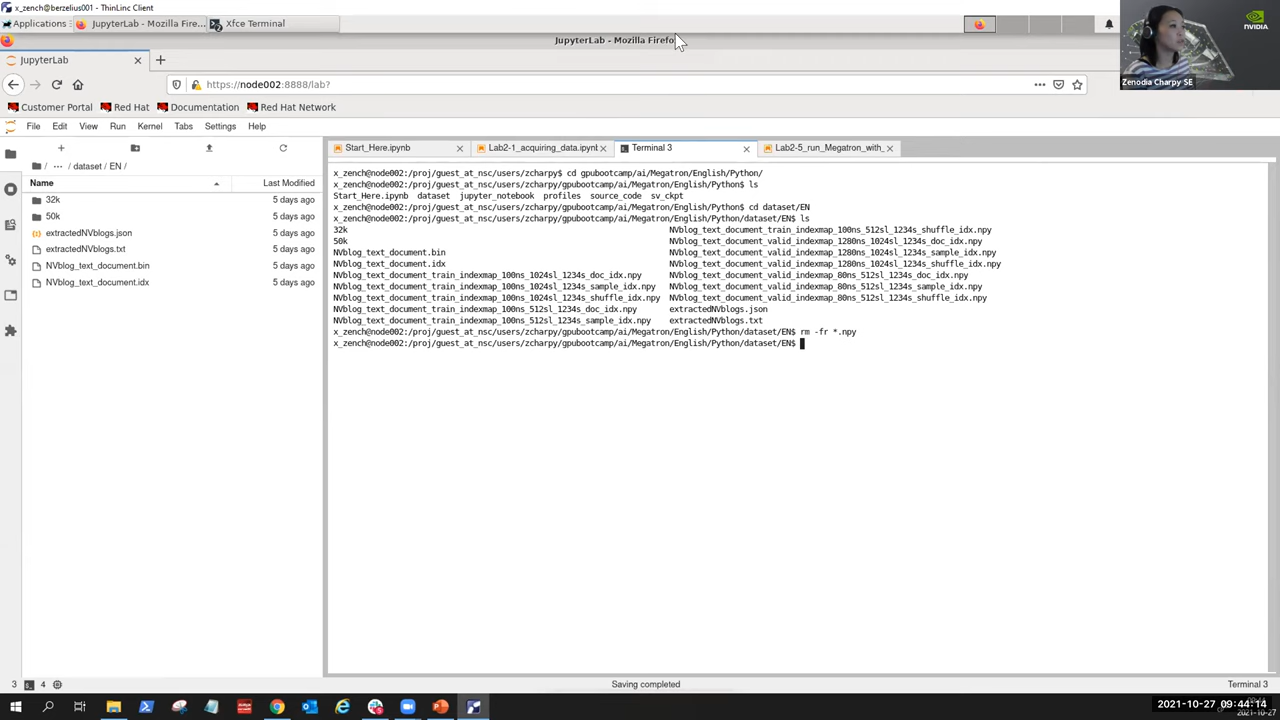 x_zench@berzelius001 - ThinLinc Client
Applications JupyterLab - Mozilla Fire... Xfce Terminal
JupyterLab - Mozilla Firefo
JupyterLab
https://node002:8888/lab?
Customer Portal Red Hat Documentation Red Hat Network
NVIDIA
Zenodia Charpy SE
File Edit View Run Kernel Tabs Settings Help
Start_Here.ipynb Lab2-1_acquiring_data.ipynt Terminal 3 Lab2-5_run_Megatron_with_
/ ... / dataset / EN /
Name Last Modified
32k 5 days ago
50k 5 days ago
extractedNVblogs.json 5 days ago
extractedNVblogs.txt 5 days ago
NVblog_text_document.bin 5 days ago
NVblog_text_document.idx 5 days ago
x_zench@node002:/proj/guest_at_nsc/users/zcharpy$ cd gpubootcamp/ai/Megatron/English/Python/
x_zench@node002:/proj/guest_at_nsc/users/zcharpy/gpubootcamp/ai/Megatron/English/Python$ ls
Start_Here.ipynb dataset jupyter_notebook profiles source_code sv_ckpt
x_zench@node002:/proj/guest_at_nsc/users/zcharpy/gpubootcamp/ai/Megatron/English/Python$ cd dataset/EN
x_zench@node002:/proj/guest_at_nsc/users/zcharpy/gpubootcamp/ai/Megatron/English/Python/dataset/EN$ ls
32k NVblog_text_document_train_indexmap_100ns_512sl_1234s_shuffle_idx.npy
50k NVblog_text_document_valid_indexmap_1280ns_1024sl_1234s_doc_idx.npy
NVblog_text_document.bin NVblog_text_document_valid_indexmap_1280ns_1024sl_1234s_sample_idx.npy
NVblog_text_document.idx NVblog_text_document_valid_indexmap_1280ns_1024sl_1234s_shuffle_idx.npy
NVblog_text_document_train_indexmap_100ns_1024sl_1234s_doc_idx.npy NVblog_text_document_valid_indexmap_80ns_512sl_1234s_doc_idx.npy
NVblog_text_document_train_indexmap_100ns_1024sl_1234s_sample_idx.npy NVblog_text_document_valid_indexmap_80ns_512sl_1234s_sample_idx.npy
NVblog_text_document_train_indexmap_100ns_1024sl_1234s_shuffle_idx.npy NVblog_text_document_valid_indexmap_80ns_512sl_1234s_shuffle_idx.npy
NVblog_text_document_train_indexmap_100ns_512sl_1234s_doc_idx.npy extractedNVblogs.json
NVblog_text_document_train_indexmap_100ns_512sl_1234s_sample_idx.npy extractedNVblogs.txt
x_zench@node002:/proj/guest_at_nsc/users/zcharpy/gpubootcamp/ai/Megatron/English/Python/dataset/EN$ rm -fr *.npy
x_zench@node002:/proj/guest_at_nsc/users/zcharpy/gpubootcamp/ai/Megatron/English/Python/dataset/EN$
3 4 Saving completed Terminal 3
2021-10-27 09:44:14
2021-10-27